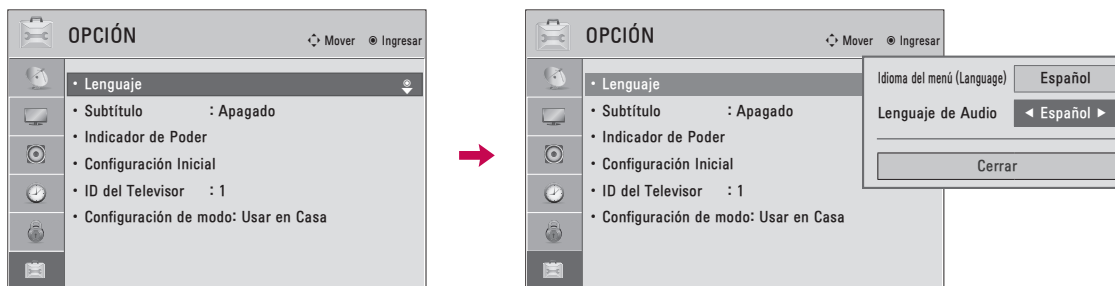 OPCIÓN
Mover Ingresar
• Lenguaje
• Subtítulo : Apagado
• Indicador de Poder
• Configuración Inicial
• ID del Televisor : 1
• Configuración de modo: Usar en Casa
OPCIÓN
Mover Ingresar
• Lenguaje
• Subtítulo : Apagado
• Indicador de Poder
• Configuración Inicial
• ID del Televisor : 1
• Configuración de modo: Usar en Casa
Idioma del menú (Language) Español
Lenguaje de Audio ◄ Español ►
Cerrar